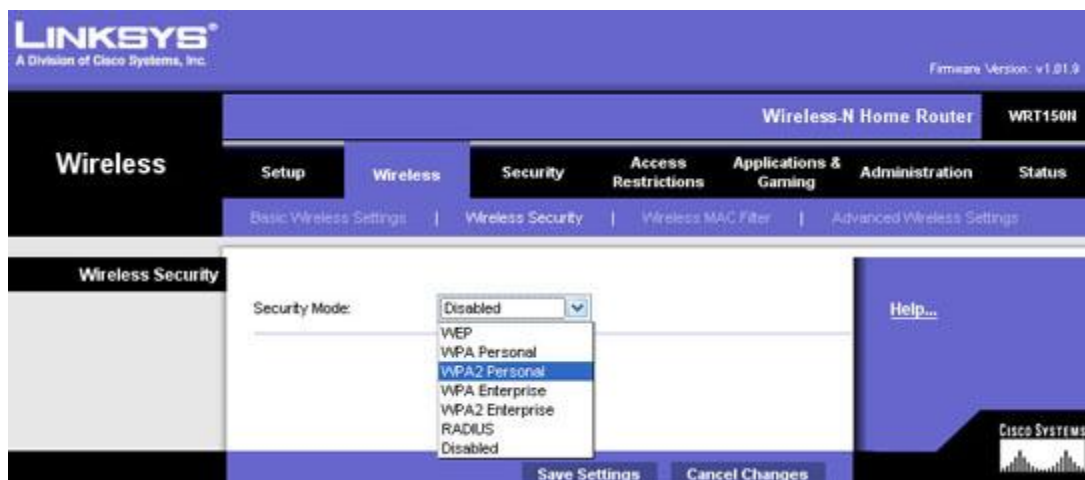 LINKSYS®
A Division of Cisco Systems, Inc.
Firmware Version: v1.01.9
Wireless-N Home Router WRT150N
Wireless
Setup Wireless Security Access Restrictions Applications & Gaming Administration Status
Basic Wireless Settings | Wireless Security | Wireless MAC Filter | Advanced Wireless Settings
Wireless Security
Security Mode: Disabled
Help...
WEP
WPA Personal
WPA2 Personal
WPA Enterprise
WPA2 Enterprise
RADIUS
Disabled
CISCO SYSTEMS
Save Settings Cancel Changes